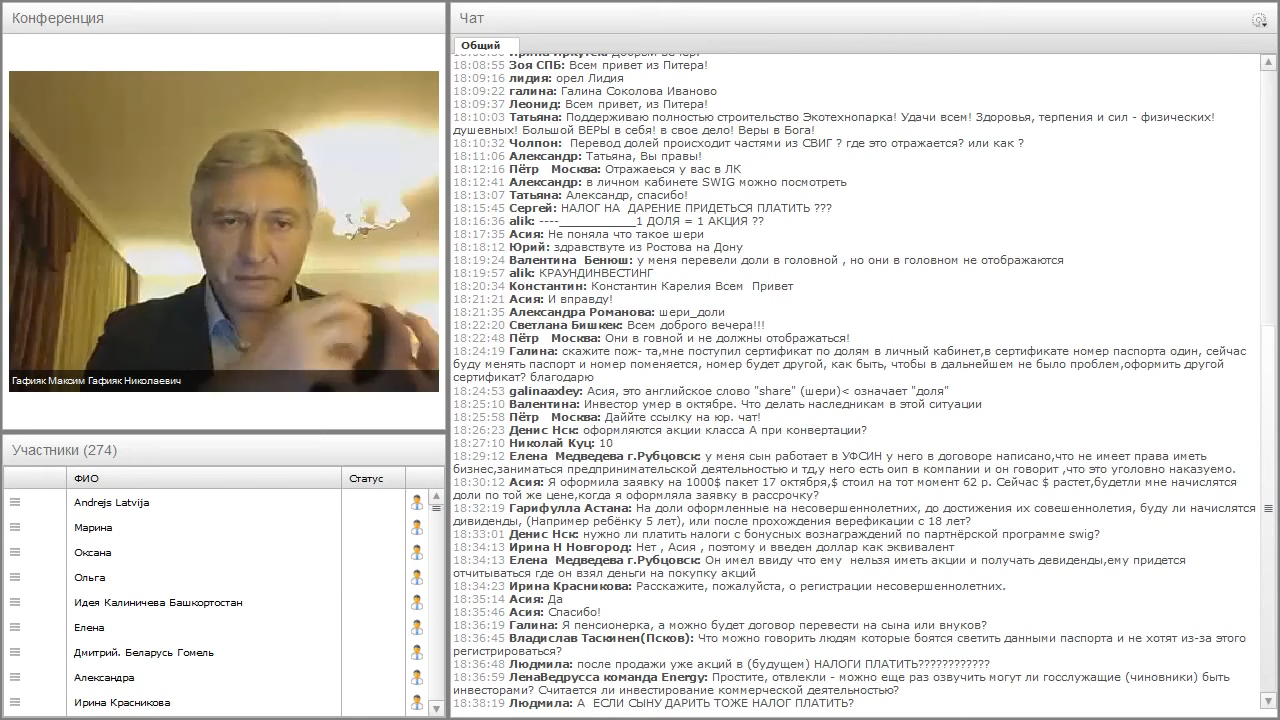 Конференция
Гафияк Максим Гафияк Николаевич
Участники (274)
ФИО Статус
Andrejs Latvija
Марина
Оксана
Ольга
Идея Калиничева Башкортостан
Елена
Дмитрий. Беларусь Гомель
Александра
Ирина Красникова
Чат
Общий
18:08:55 Зоя СПБ: Всем привет из Питера!
18:09:16 лидия: орел Лидия
18:09:22 галина: Галина Соколова Иваново
18:09:37 Леонид: Всем привет, из Питера!
18:10:03 Татьяна: Поддерживаю полностью строительство Экотехнопарка! Удачи всем! Здоровья, терпения и сил - физических!
душевных! Большой ВЕРЫ в себя! в свое дело! Веры в Бога!
18:10:32 Чолпон: Перевод долей происходит частями из СВИГ ? где это отражается? или как ?
18:11:06 Александр: Татьяна, Вы правы!
18:12:16 Пётр Москва: Отражаеься у вас в ЛК
18:12:41 Александр: в личном кабинете SWIG можно посмотреть
18:13:07 Татьяна: Александр, спасибо!
18:15:45 Сергей: НАЛОГ НА ДАРЕНИЕ ПРИДЕТЬСЯ ПЛАТИТЬ ???
18:16:36 alik: ----___________1 ДОЛЯ = 1 АКЦИЯ ??
18:17:35 Асия: Не поняла что такое шери
18:18:12 Юрий: здравствуте из Ростова на Дону
18:19:24 Валентина Бенюш: у меня перевели доли в головной , но они в головном не отображаются
18:19:57 alik: КРАУНДИНВЕСТИНГ
18:20:34 Константин: Константин Карелия Всем Привет
18:21:21 Асия: И вправду!
18:21:35 Александра Романова: шери_доли
18:22:20 Светлана Бишкек: Всем доброго вечера!!!
18:22:48 Пётр Москва: Они в говной и не должны отображаться!
18:24:19 Галина: скажите пож- та,мне поступил сертификат по долям в личный кабинет,в сертификате номер паспорта один, сейчас
буду менять паспорт и номер поменяется, номер будет другой, как быть, чтобы в дальнейшем не было проблем,оформить другой
сертификат? благодарю
18:24:53 galinaaxley: Асия, это английское слово "share" (шери)< означает "доля"
18:25:10 Валентина: Инвестор умер в октябре. Что делать наследникам в этой ситуации
18:25:58 Пётр Москва: Даййте ссылку на юр. чат!
18:26:23 Денис Нск: оформляются акции класса А при конвертации?
18:27:10 Николай Куц: 10
18:29:12 Елена Медведева г.Рубцовск: у меня сын работает в УФСИН у него в договоре написано,что не имеет права иметь
бизнес,заниматься предпринимательской деятельностью и тд,у него есть оип в компании и он говорит ,что это уголовно наказуемо.
18:30:12 Асия: Я оформила заявку на 1000$ пакет 17 октября,$ стоил на тот момент 62 р. Сейчас $ растет,будетли мне начислятся
доли по той же цене,когда я оформляла заявку в рассрочку?
18:32:19 Гарифулла Астана: На доли оформленные на несовершеннолетних, до достижения их совешеннолетия, буду ли начислятся
дивиденды, (Например ребёнку 5 лет), или после прохождения верефикации с 18 лет?
18:33:01 Денис Нск: нужно ли платить налоги с бонусных вознаграждений по партнёрской программе swig?
18:34:13 Ирина Н Новгород: Нет , Асия , поэтому и введен доллар как эквивалент
18:34:13 Елена Медведева г.Рубцовск: Он имел ввиду что ему нельзя иметь акции и получать девиденды,ему придется
отчитываться где он взял деньги на покупку акций
18:34:23 Ирина Красникова: Расскажите, пожалуйста, о регистрации несовершеннолетних.
18:35:14 Асия: Да
18:35:46 Асия: Спасибо!
18:36:19 Галина: Я пенсионерка, а можно будет договор перевести на сына или внуков?
18:36:45 Владислав Таскинен(Псков): Что можно говорить людям которые боятся светить данными паспорта и не хотят из-за этого
регистрироваться?
18:36:48 Людмила: после продажи уже акций в (будущем) НАЛОГИ ПЛАТИТЬ????????????
18:36:59 ЛенаВедрусса команда Energy: Простите, отвлекли - можно еще раз озвучить могут ли госслужащие (чиновники) быть
инвесторами? Считается ли инвестирование коммерческой деятельностью?
18:38:19 Людмила: А ЕСЛИ СЫНУ ДАРИТЬ ТОЖЕ НАЛОГ ПЛАТИТЬ?